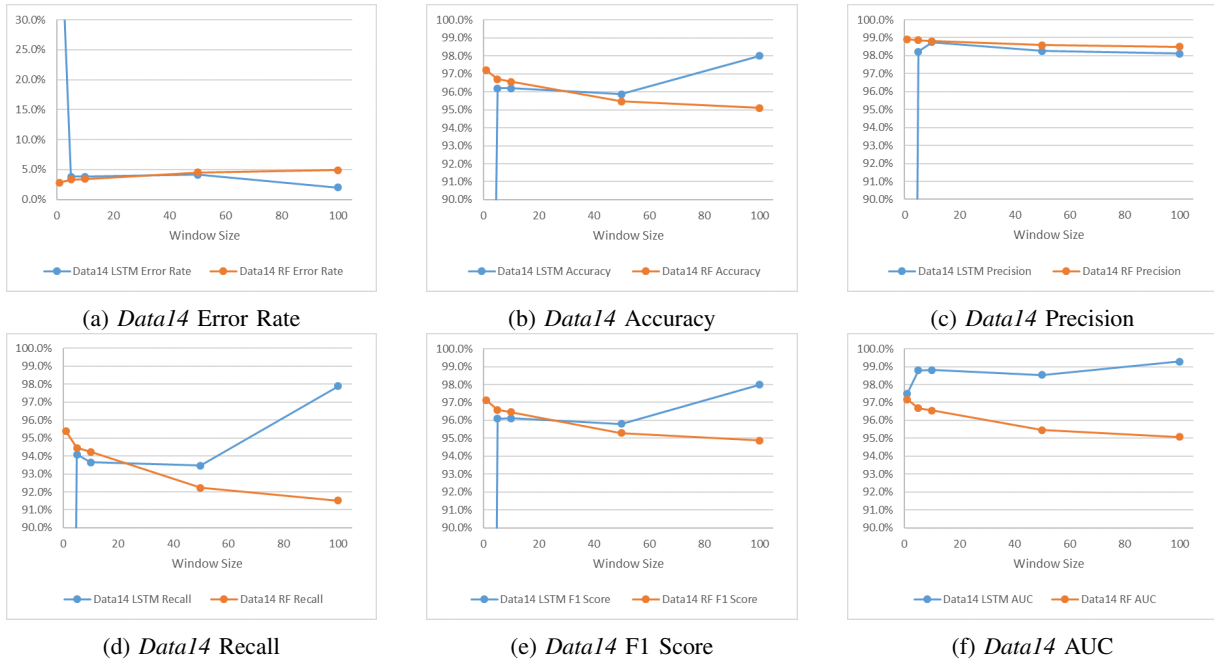 30.0%
25.0%
20.0%
15.0%
10.0%
5.0%
0.0%
0 20 40 60 80 100
Window Size
Data14 LSTM Error Rate Data14 RF Error Rate
(a) Data14 Error Rate
100.0%
99.0%
98.0%
97.0%
96.0%
95.0%
94.0%
93.0%
92.0%
91.0%
90.0%
0 20 40 60 80 100
Window Size
Data14 LSTM Accuracy Data14 RF Accuracy
(b) Data14 Accuracy
100.0%
99.0%
98.0%
97.0%
96.0%
95.0%
94.0%
93.0%
92.0%
91.0%
90.0%
0 20 40 60 80 100
Window Size
Data14 LSTM Precision Data14 RF Precision
(c) Data14 Precision
100.0%
99.0%
98.0%
97.0%
96.0%
95.0%
94.0%
93.0%
92.0%
91.0%
90.0%
0 20 40 60 80 100
Window Size
Data14 LSTM Recall Data14 RF Recall
(d) Data14 Recall
100.0%
99.0%
98.0%
97.0%
96.0%
95.0%
94.0%
93.0%
92.0%
91.0%
90.0%
0 20 40 60 80 100
Window Size
Data14 LSTM F1 Score Data14 RF F1 Score
(e) Data14 F1 Score
100.0%
99.0%
98.0%
97.0%
96.0%
95.0%
94.0%
93.0%
92.0%
91.0%
90.0%
0 20 40 60 80 100
Window Size
Data14 LSTM AUC Data14 RF AUC
(f) Data14 AUC